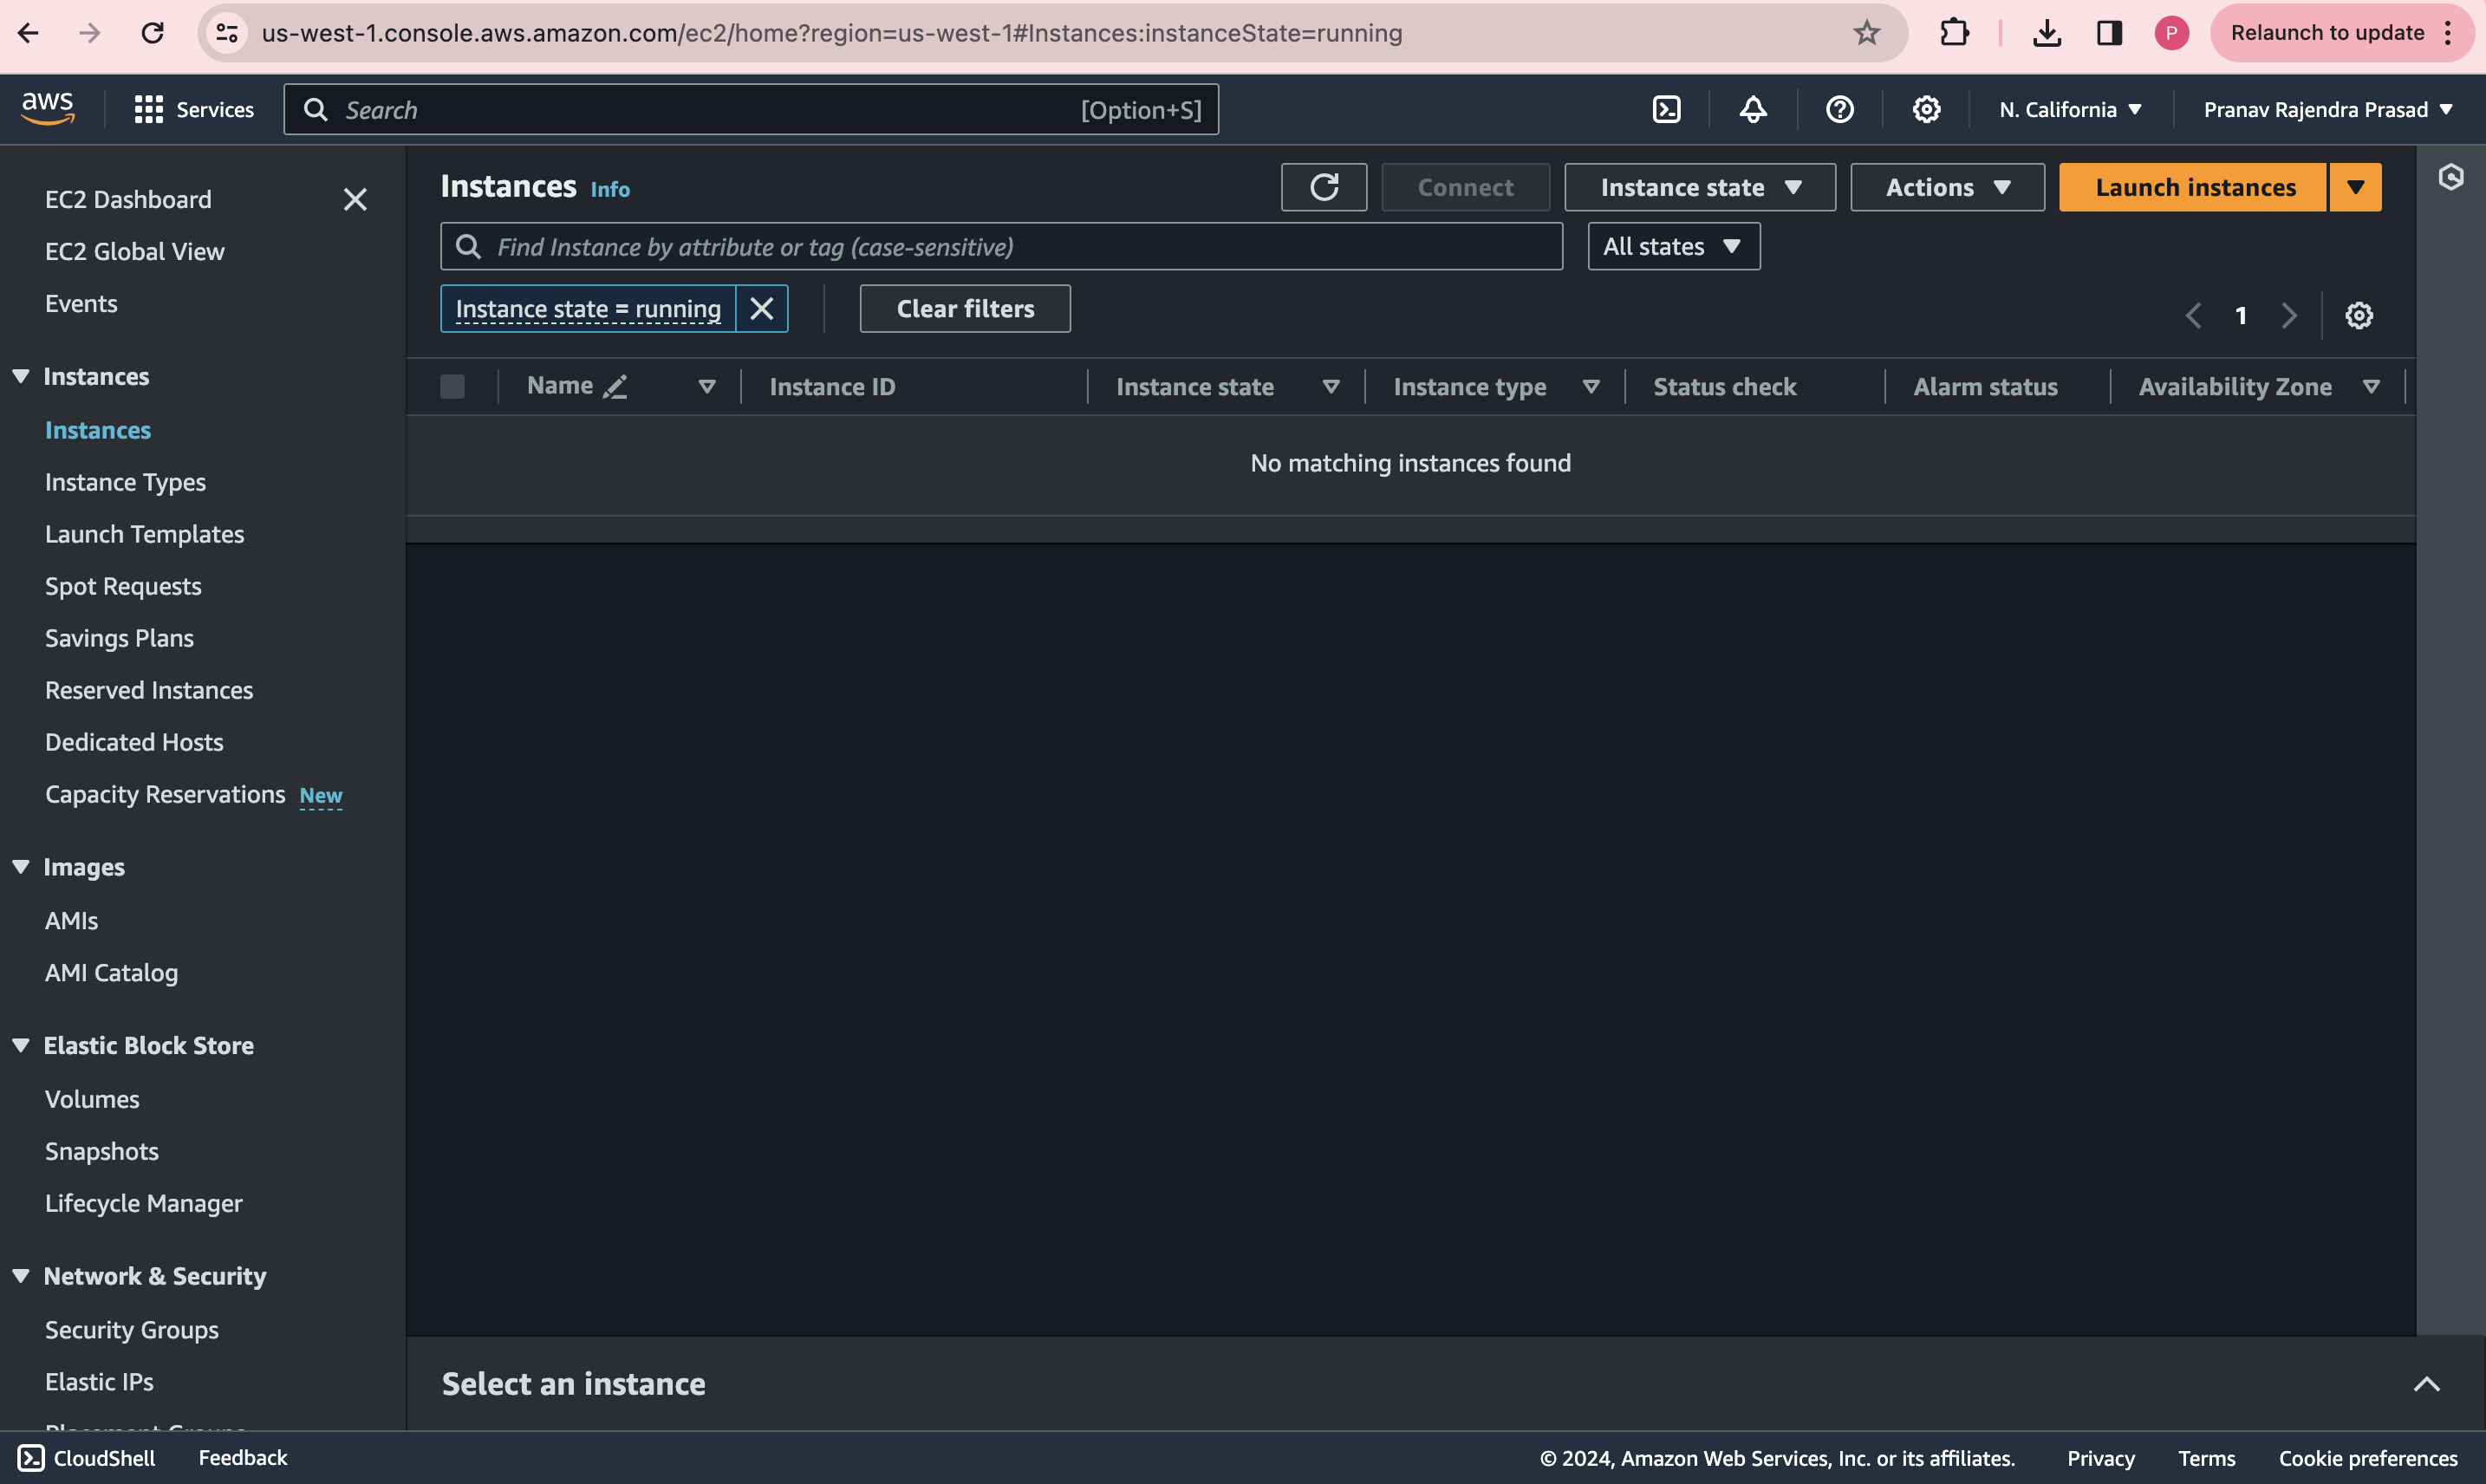 us-west-1.console.aws.amazon.com/ec2/home?region=us-west-1#Instances:instanceState=running
P
Relaunch to update
aws
Services
Search
[Option+S]
N. California
Pranav Rajendra Prasad
EC2 Dashboard
EC2 Global View
Events
Instances
Instances
Instance Types
Launch Templates
Spot Requests
Savings Plans
Reserved Instances
Dedicated Hosts
Capacity Reservations New
Images
AMIs
AMI Catalog
Elastic Block Store
Volumes
Snapshots
Lifecycle Manager
Network & Security
Security Groups
Elastic IPs
Instances Info
Connect
Instance state
Actions
Launch instances
Find Instance by attribute or tag (case-sensitive)
All states
Instance state = running
Clear filters
1
Name
Instance ID
Instance state
Instance type
Status check
Alarm status
Availability Zone
No matching instances found
Select an instance
CloudShell
Feedback
© 2024, Amazon Web Services, Inc. or its affiliates.
Privacy
Terms
Cookie preferences